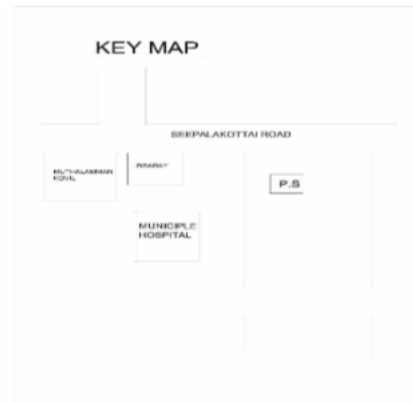 KEY MAP
SEEPALAKOTTAI ROAD
MUTHALAMMAN
KOVIL
P.S
MUNICIPLE
HOSPITAL